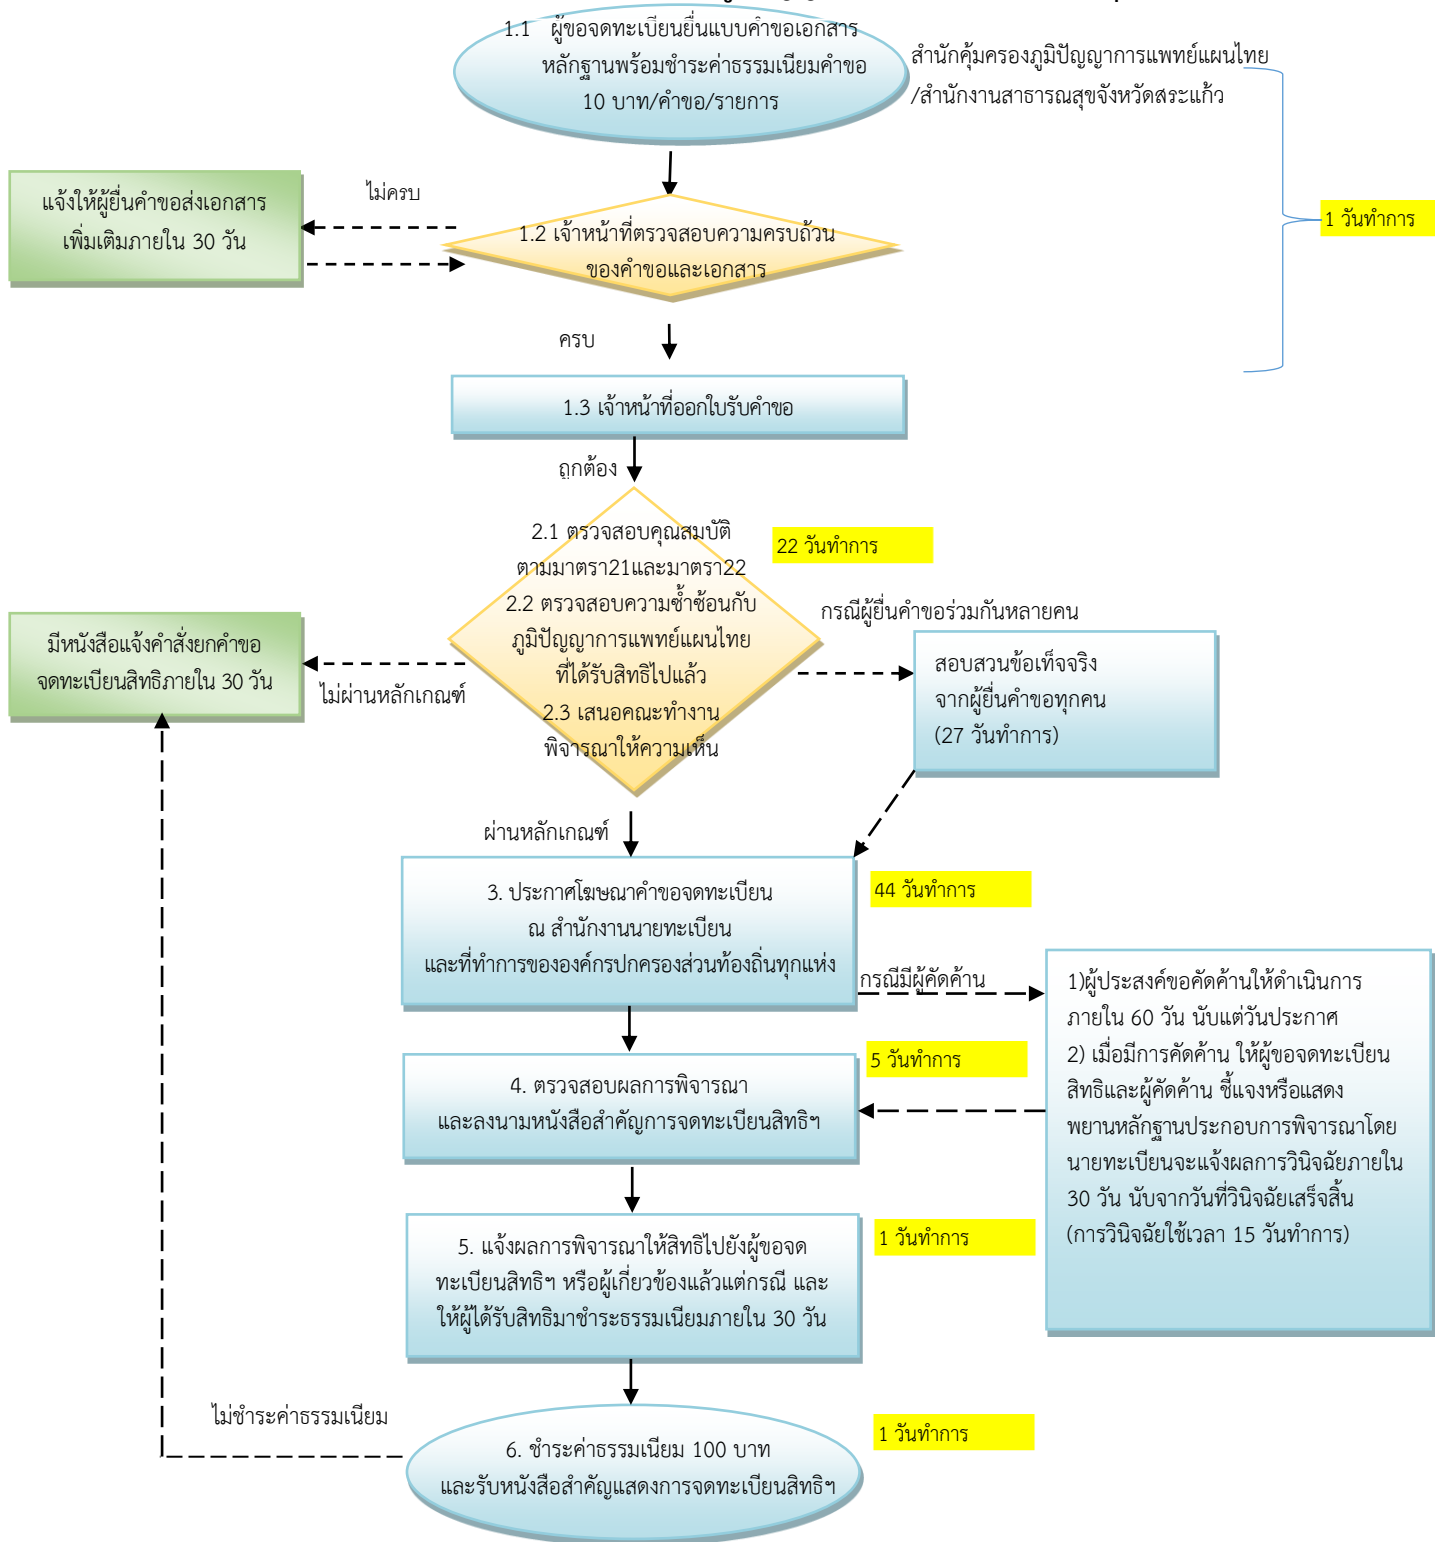 1.1 ผู้ขอจดทะเบียนยื่นแบบคำขอเอกสาร
หลักฐานพร้อมชำระค่าธรรมเนียมคำขอ
10 บาท/คำขอ/รายการ
สำนักคุ้มครองภูมิปัญญาการแพทย์แผนไทย
/สำนักงานสาธารณสุขจังหวัดสระแก้ว
1 วันทำการ
แจ้งให้ผู้ยื่นคำขอส่งเอกสาร
เพิ่มเติมภายใน 30 วัน
ไม่ครบ
1.2 เจ้าหน้าที่ตรวจสอบความครบถ้วน
ของคำขอและเอกสาร
ครบ
1.3 เจ้าหน้าที่ออกใบรับคำขอ
ถูกต้อง
2.1 ตรวจสอบคุณสมบัติ
ตามมาตรา21และมาตรา22
2.2 ตรวจสอบความซ้ำซ้อนกับ
ภูมิปัญญาการแพทย์แผนไทย
ที่ได้รับสิทธิไปแล้ว
2.3 เสนอคณะทำงาน
พิจารณาให้ความเห็น
22 วันทำการ
กรณีผู้ยื่นคำขอร่วมกันหลายคน
มีหนังสือแจ้งคำสั่งยกคำขอ
จดทะเบียนสิทธิภายใน 30 วัน
ไม่ผ่านหลักเกณฑ์
สอบสวนข้อเท็จจริง
จากผู้ยื่นคำขอทุกคน
(27 วันทำการ)
ผ่านหลักเกณฑ์
3. ประกาศโฆษณาคำขอจดทะเบียน
ณ สำนักงานนายทะเบียน
และที่ทำการขององค์กรปกครองส่วนท้องถิ่นทุกแห่ง
44 วันทำการ
กรณีมีผู้คัดค้าน
1)ผู้ประสงค์ขอคัดค้านให้ดำเนินการ
ภายใน 60 วัน นับแต่วันประกาศ
2) เมื่อมีการคัดค้าน ให้ผู้ขอจดทะเบียน
สิทธิและผู้คัดค้าน ชี้แจงหรือแสดง
พยานหลักฐานประกอบการพิจารณาโดย
นายทะเบียนจะแจ้งผลการวินิจฉัยภายใน
30 วัน นับจากวันที่วินิจฉัยเสร็จสิ้น
(การวินิจฉัยใช้เวลา 15 วันทำการ)
4. ตรวจสอบผลการพิจารณา
และลงนามหนังสือสำคัญการจดทะเบียนสิทธิฯ
5 วันทำการ
5. แจ้งผลการพิจารณาให้สิทธิไปยังผู้ขอจด
ทะเบียนสิทธิฯ หรือผู้เกี่ยวข้องแล้วแต่กรณี และ
ให้ผู้ได้รับสิทธิมาชำระธรรมเนียมภายใน 30 วัน
1 วันทำการ
ไม่ชำระค่าธรรมเนียม
6. ชำระค่าธรรมเนียม 100 บาท
และรับหนังสือสำคัญแสดงการจดทะเบียนสิทธิฯ
1 วันทำการ